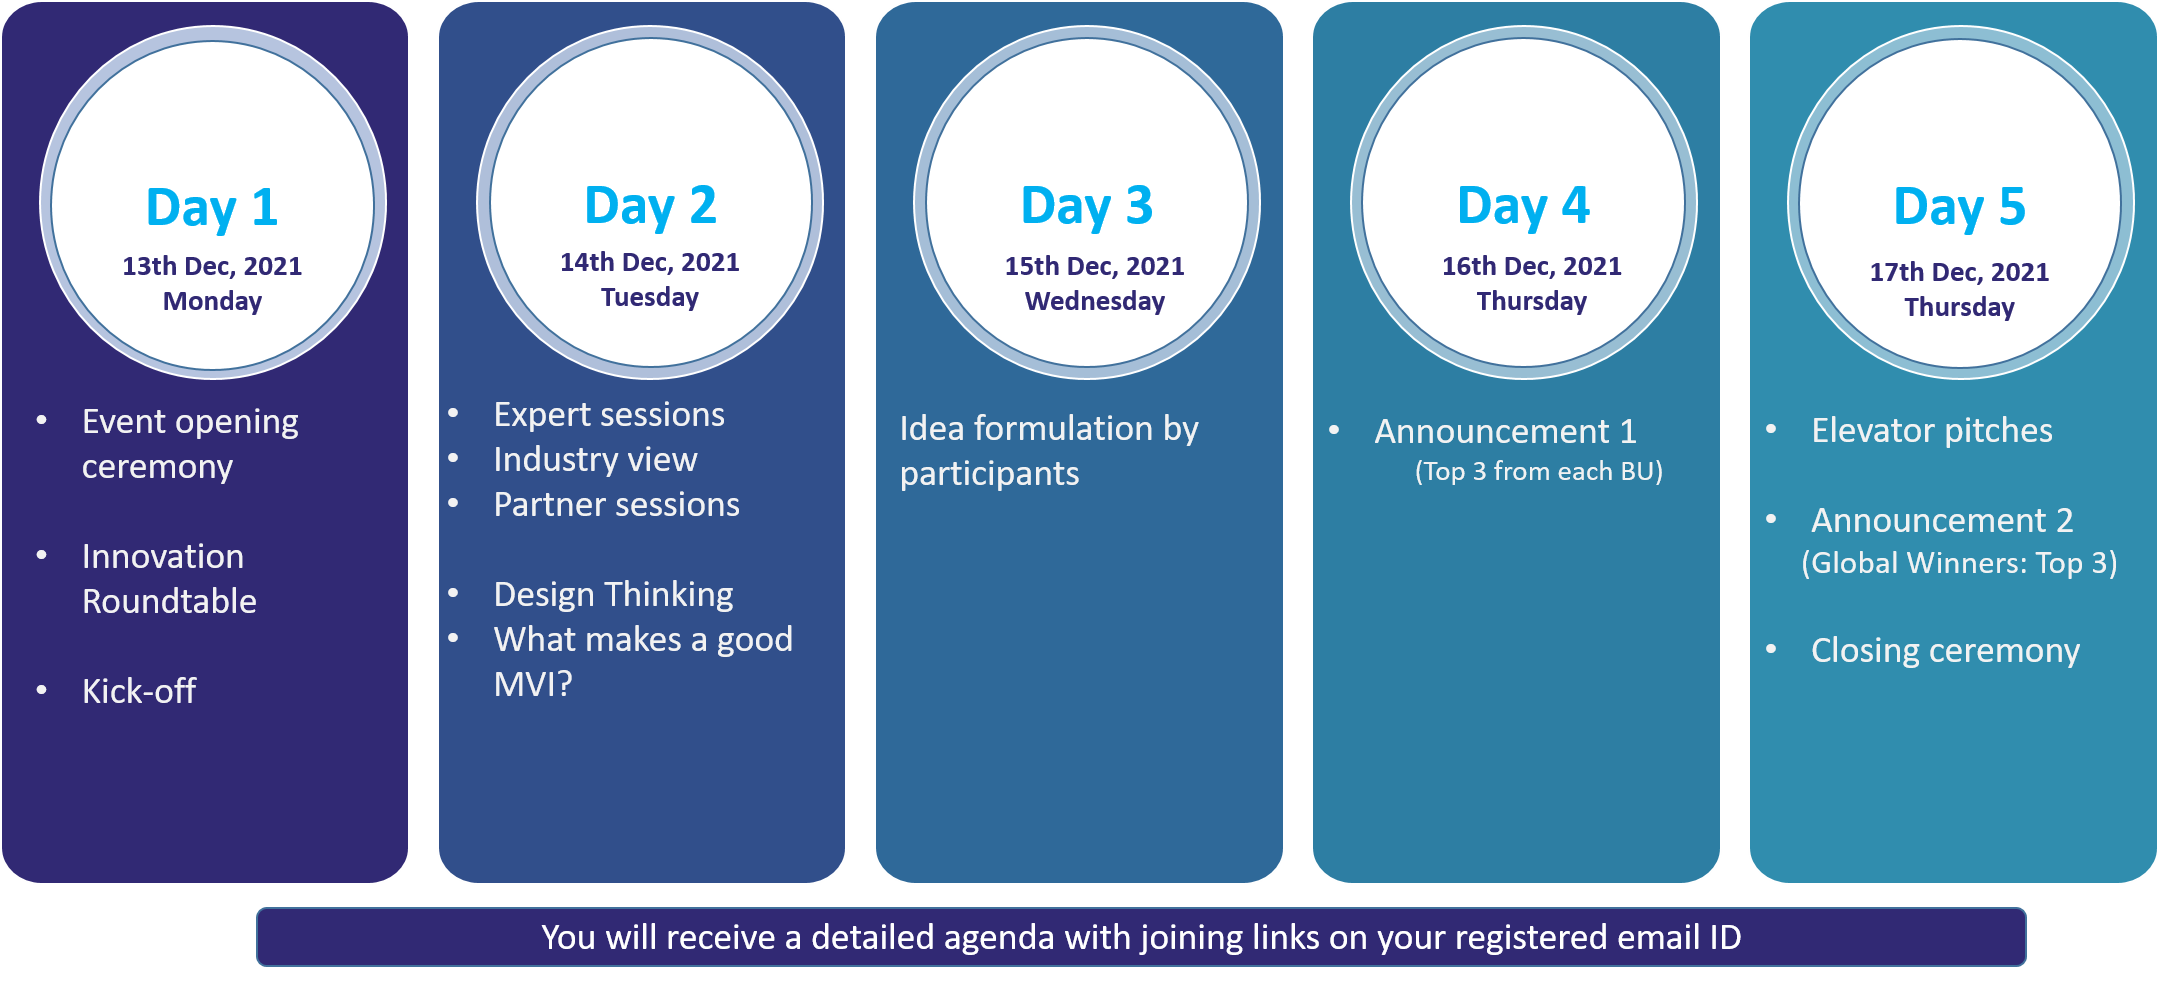 Day 1
13th Dec, 2021
Monday
• Event opening
ceremony
• Innovation
Roundtable
• Kick-off
Day 2
14th Dec, 2021
Tuesday
• Expert sessions
• Industry view
• Partner sessions
• Design Thinking
• What makes a good
MVI?
Day 3
15th Dec, 2021
Wednesday
Idea formulation by
participants
Day 4
16th Dec, 2021
Thursday
• Announcement 1
(Top 3 from each BU)
Day 5
17th Dec, 2021
Thursday
• Elevator pitches
• Announcement 2
(Global Winners: Top 3)
• Closing ceremony
You will receive a detailed agenda with joining links on your registered email ID